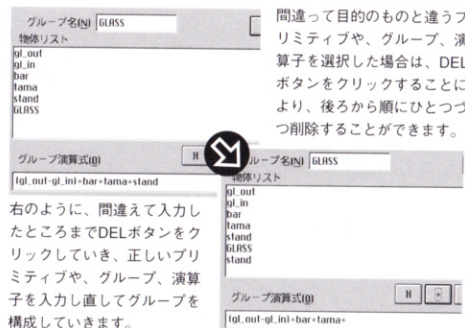 グループ名(N) GLASS
物体リスト
gl_out
gl_in
bar
tama
stand
GLASS
グループ演算式(O) H
(gl_out-gl_in)+bar+tama+stand
間違って目的のものと違うプ
リミティブや、グループ、演
算子を選択した場合は、DEL
ボタンをクリックすることに
より、後ろから順にひとつづ
つ削除することができます。
右のように、間違えて入力し
たところまでDELボタンをク
リックしていき、正しいプリ
ミティブや、グループ、演算
子を入力し直してグループを
構成していきます。
ループ名(N) GLASS
物体リスト
gl_out
gl_in
bar
tama
stand
GLASS
stand
グループ演算式(O) H +
(gl_out-gl_in)+bar+tama+